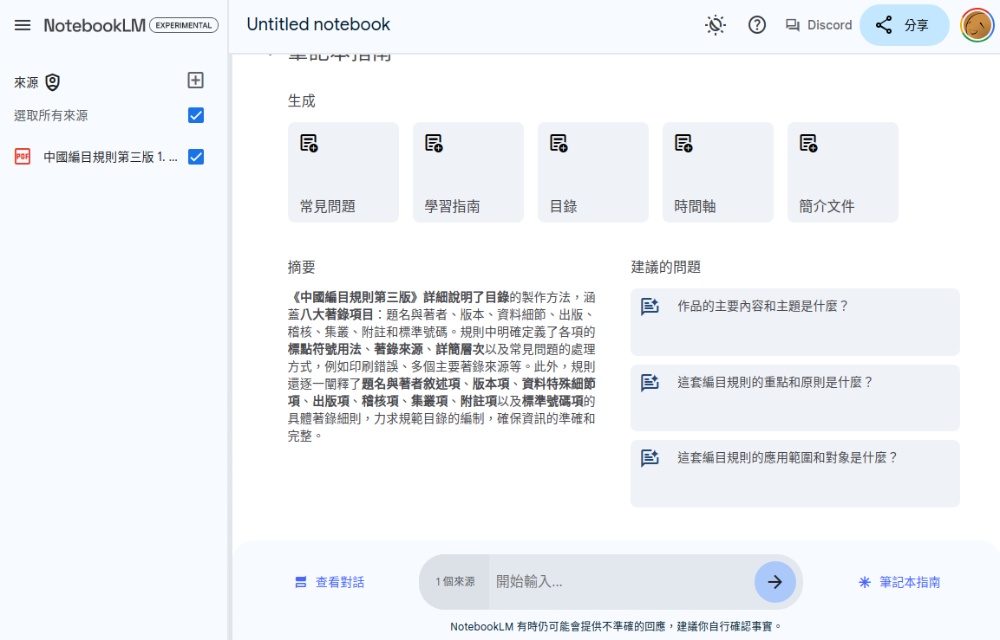 NotebookLM EXPERIMENTAL
Untitled notebook
Discord
分享
來源
選取所有來源
PDF 中國編目規則第三版 1. ...
筆記本指南
生成
常見問題
學習指南
目錄
時間軸
簡介文件
摘要
《中國編目規則第三版》詳細說明了目錄的製作方法，涵
蓋八大著錄項目：題名與著者、版本、資料細節、出版、
稽核、集叢、附註和標準號碼。規則中明確定義了各項的
標點符號用法、著錄來源、詳簡層次以及常見問題的處理
方式，例如印刷錯誤、多個主要著錄來源等。此外，規則
還逐一闡釋了題名與著者敘述項、版本項、資料特殊細節
項、出版項、稽核項、集叢項、附註項以及標準號碼項的
具體著錄細則，力求規範目錄的編制，確保資訊的準確和
完整。
建議的問題
作品的主要內容和主題是什麼？
這套編目規則的重點和原則是什麼？
這套編目規則的應用範圍和對象是什麼？
查看對話
1 個來源
開始輸入...
筆記本指南
NotebookLM 有時仍可能會提供不準確的回應，建議你自行確認事實。